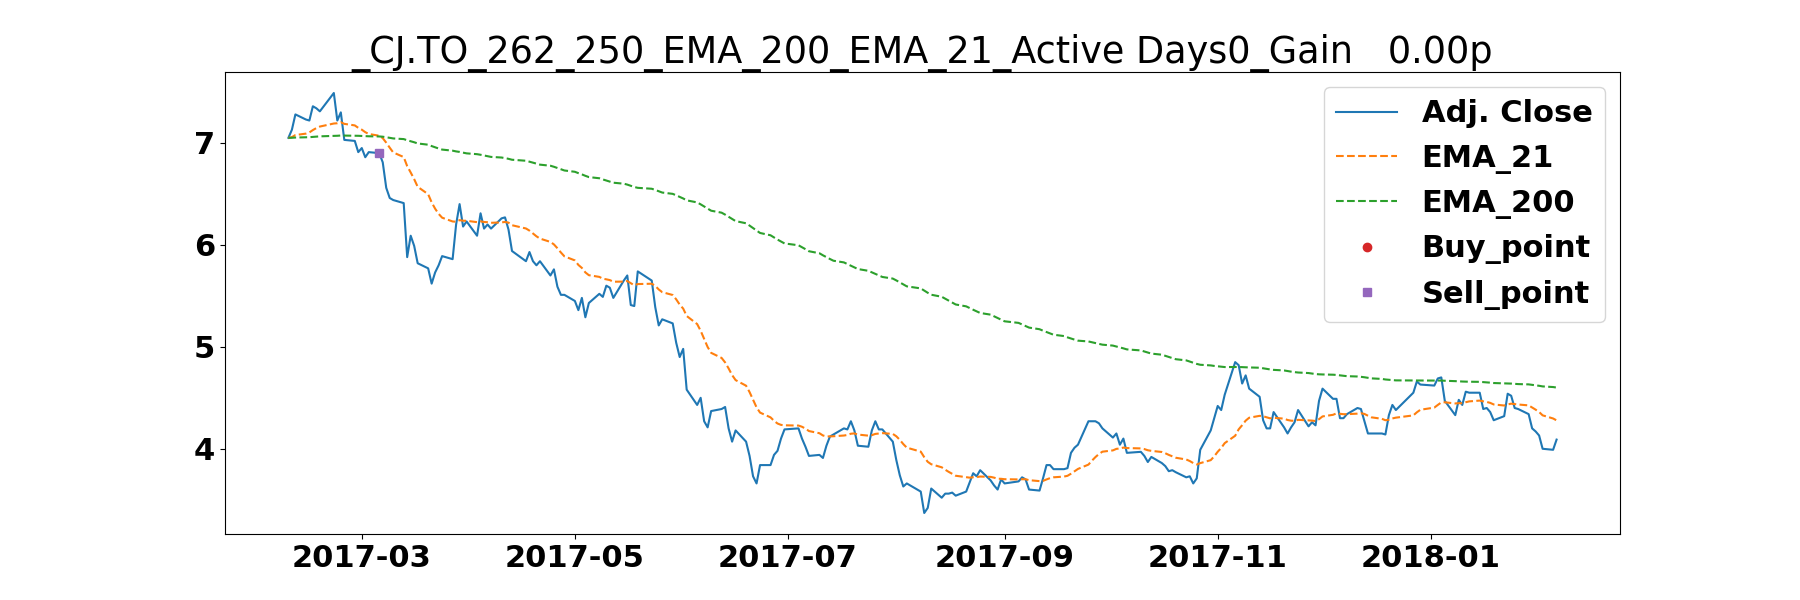 _CJ.TO_262_250_EMA_200_EMA_21_Active Days0_Gain   0.00p
Adj. Close
EMA_21
EMA_200
Buy_point
Sell_point
7
6
5
4
2017-03 2017-05 2017-07 2017-09 2017-11 2018-01